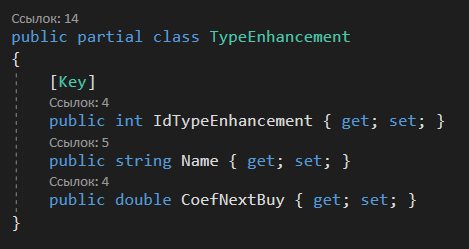 Ссылок: 14
public partial class TypeEnhancement
{
[Key]
Ссылок: 4
public int IdTypeEnhancement { get; set; }
Ссылок: 5
public string Name { get; set; }
Ссылок: 4
public double CoefNextBuy { get; set; }
}